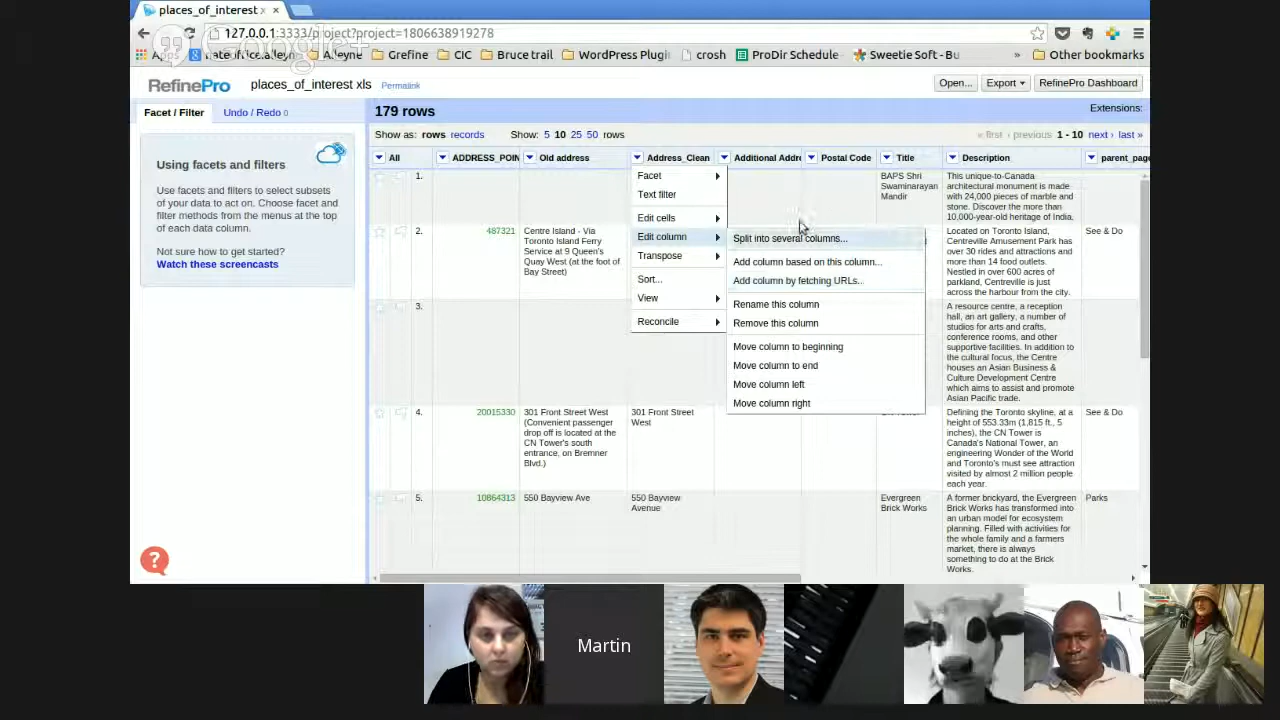 places_of_interest x
127.0.0.1:3333/project?project=1806638919278
Google+
Apps
Alleyne
Grefine
CIC
Bruce trail
WordPress Plugin
crosh
ProDir Schedule
Sweetie Soft - Bu
»
Other bookmarks
RefinePro
places_of_interest xls
Permalink
Open...
Export
RefinePro Dashboard
Facet / Filter
Undo / Redo 0
179 rows
Extensions:
Show as: rows records
Show: 5 10 25 50 rows
« first ‹ previous 1 - 10 next › last »
Using facets and filters
Use facets and filters to select subsets
of your data to act on. Choose facet and
filter methods from the menus at the top
of each data column.
Not sure how to get started?
Watch these screencasts
All
ADDRESS_POIN
Old address
Address_Clean
Additional Addre
Postal Code
Title
Description
parent_page
Facet
Text filter
Edit cells
Edit column
Transpose
Sort...
View
Reconcile
Split into several columns...
Add column based on this column...
Add column by fetching URLs...
Rename this column
Remove this column
Move column to beginning
Move column to end
Move column left
Move column right
1.
BAPS Shri
Swaminarayan
Mandir
This unique-to-Canada
architectural monument is made
with 24,000 pieces of marble and
stone. Discover the more than
10,000-year-old heritage of India.
2.
487321
Centre Island - Via
Toronto Island Ferry
Service at 9 Queen's
Quay West (at the foot of
Bay Street)
Located on Toronto Island,
Centreville Amusement Park has
over 30 rides and attractions and
more than 14 food outlets.
Nestled in over 600 acres of
parkland, Centreville is just
across the harbour from the city.
See & Do
3.
A resource centre, a reception
hall, an art gallery, a number of
studios for arts and crafts,
conference rooms, and other
supportive facilities. In addition to
the cultural focus, the Centre
houses an Asian Business &
Culture Development Centre
which aims to assist and promote
Asian Pacific trade.
4.
20015330
301 Front Street West
(Convenient passenger
drop off is located at the
CN Tower's south
entrance, on Bremner
Blvd.)
301 Front Street
West
Defining the Toronto skyline, at a
height of 553.33m (1,815 ft., 5
inches), the CN Tower is
Canada's National Tower, an
engineering Wonder of the World
and Toronto's must see attraction
visited by almost 2 million people
each year.
See & Do
5.
10864313
550 Bayview Ave
550 Bayview
Avenue
Evergreen
Brick Works
A former brickyard, the Evergreen
Brick Works has transformed into
an urban model for ecosystem
planning. Filled with activities for
the whole family and a farmers
market, there is always
something to do at the Brick
Works.
Parks
?
Martin